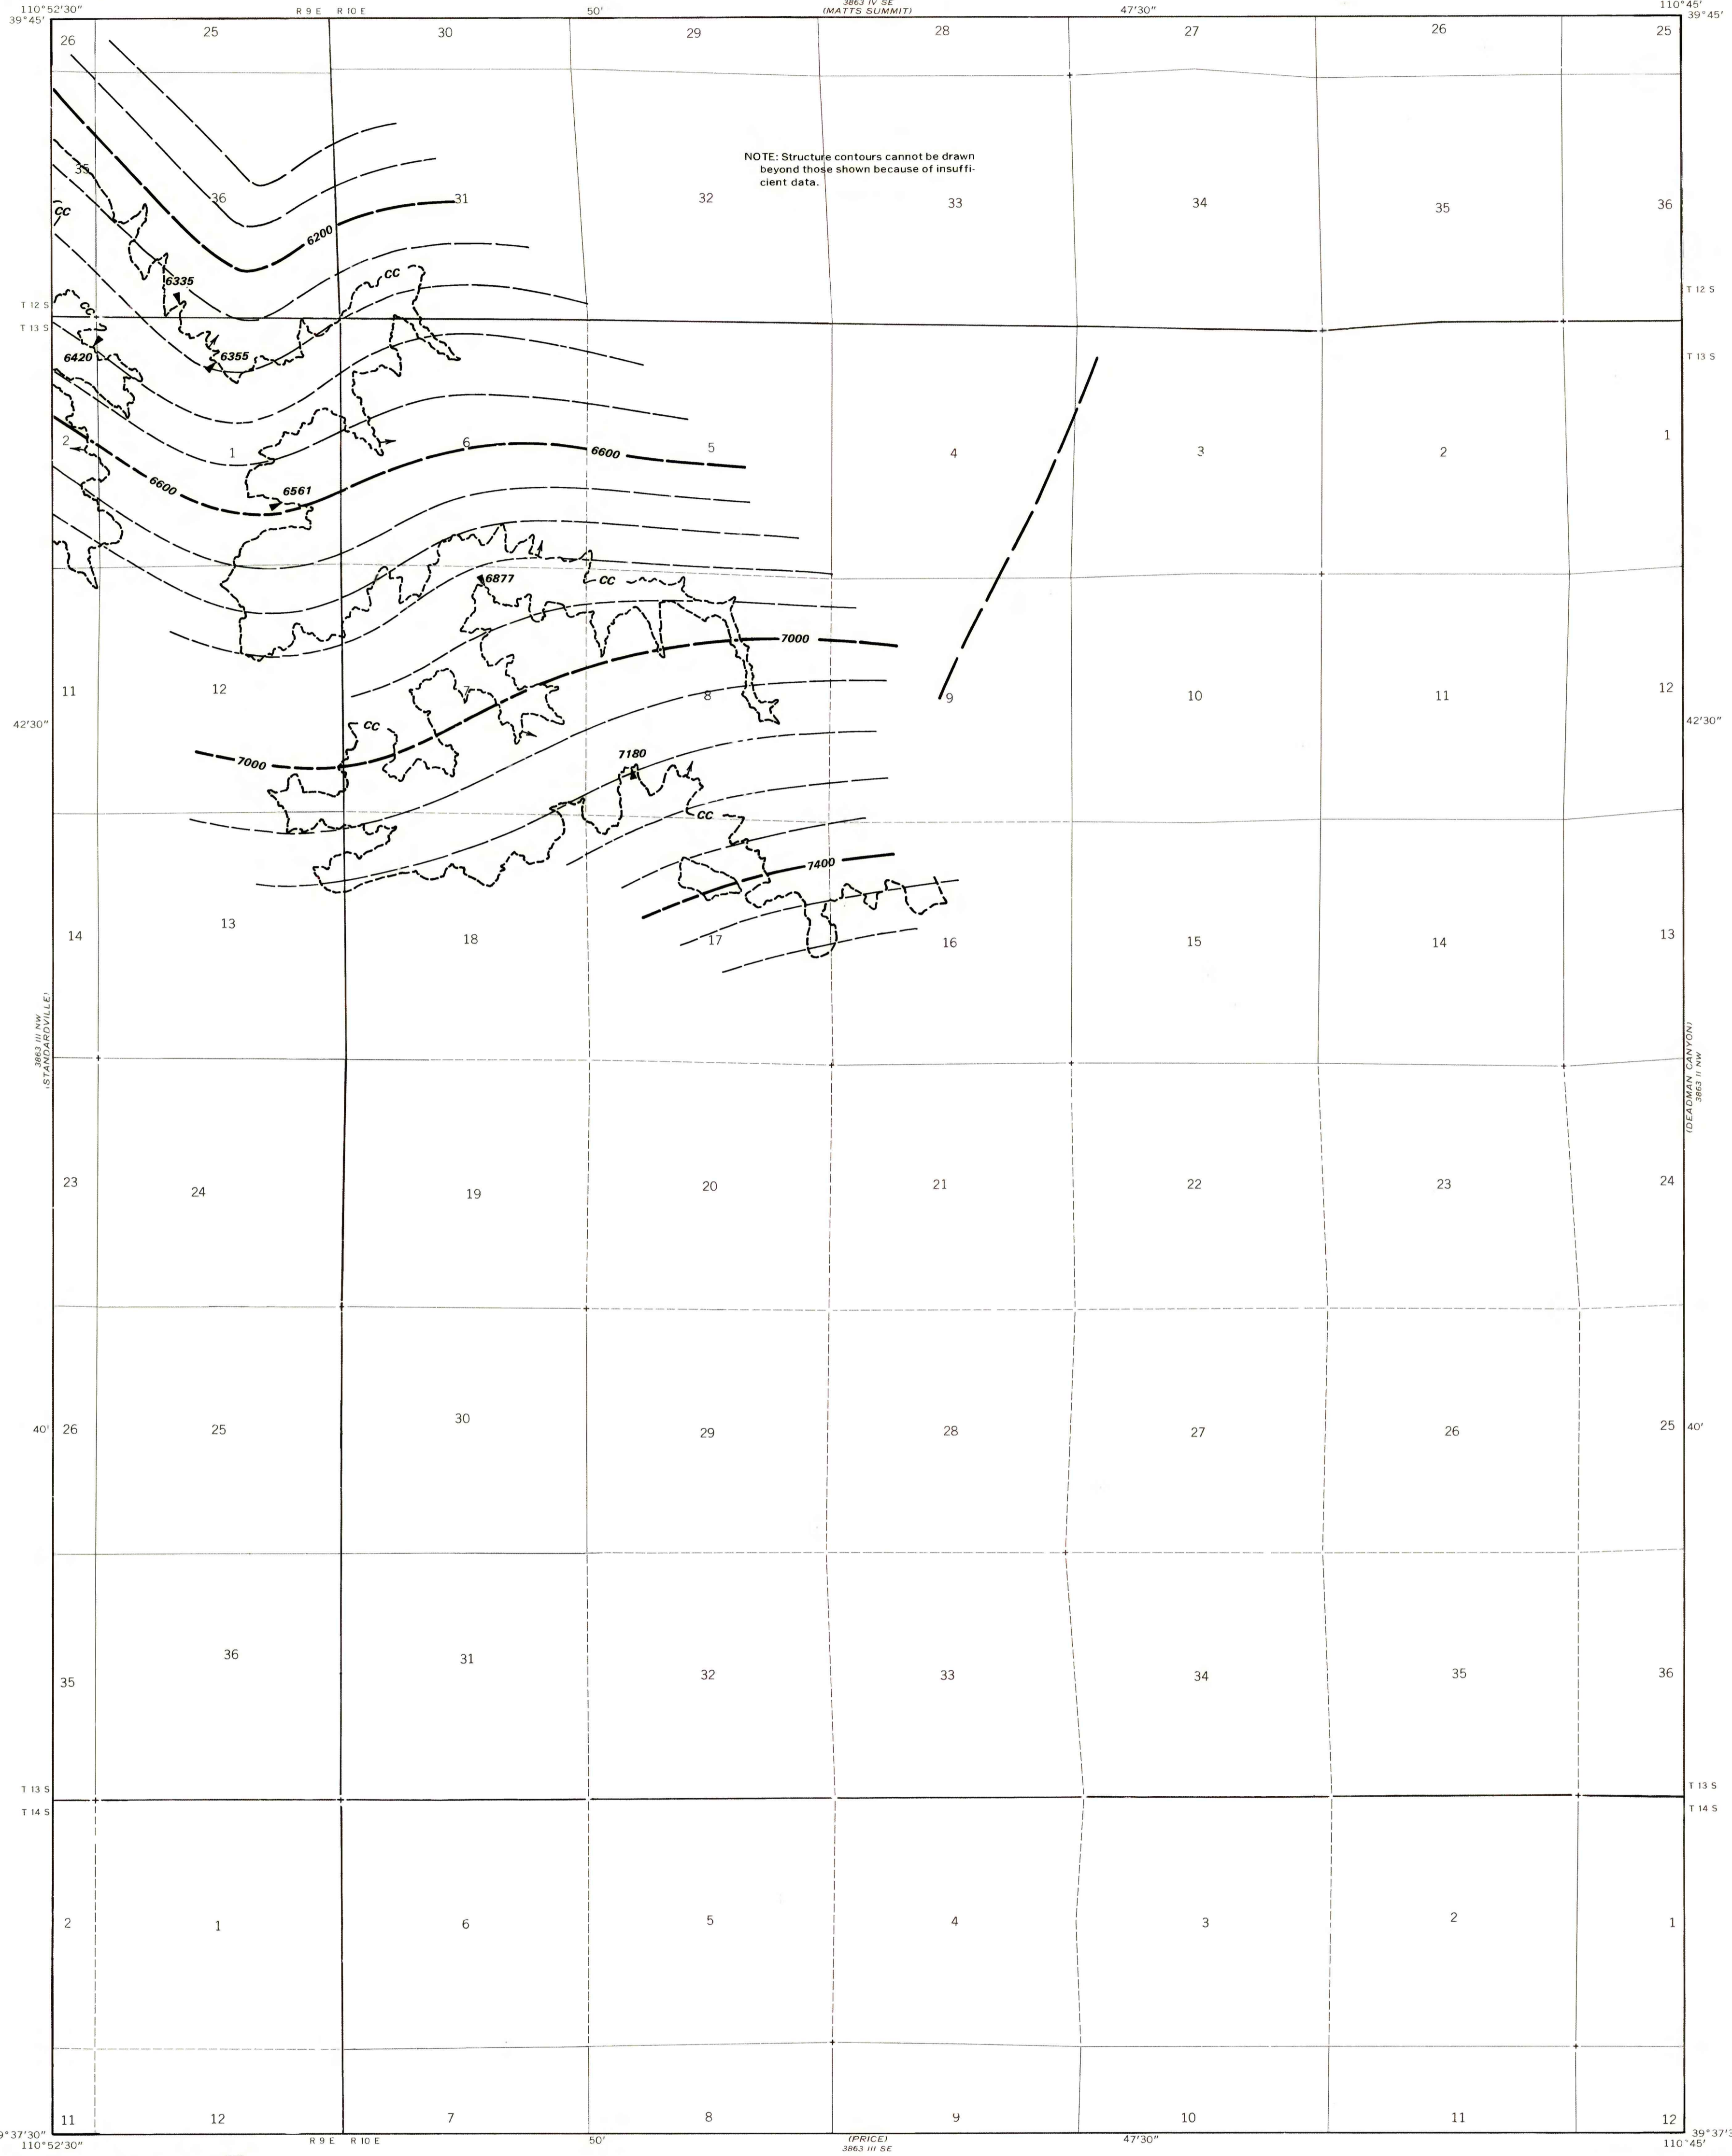 3863 IV SE
110°52'30" R 9 E R 10 E 50' (MATTS SUMMIT) 47'30" 110°45'
39°45' 39°45'
26 25 30 29 28 27 26 25
NOTE: Structure contours cannot be drawn
beyond those shown because of insuffi-
cient data.
35 36 31 32 33 34 35 36
CC
6200
CC
6335
T 12 S CC T 12 S
T 13 S T 13 S
6420 6355
2 1 6 5 4 3 2 1
6600
6600
6561
6877 CC
7000
11 12 7 8 9 10 11 12
42'30" CC 42'30"
7000
7180
CC
7400
14 13 18 17 16 15 14 13
3863 III NW
(STANDARDVILLE)
(DEADMAN CANYON)
3863 II NW
23 24 19 20 21 22 23 24
40' 26 25 30 29 28 27 26 25 40'
35 36 31 32 33 34 35 36
T 13 S T 13 S
T 14 S T 14 S
2 1 6 5 4 3 2 1
11 12 7 8 9 10 11 12
9°37'30" 39°37'3
110°52'30" R 9 E R 10 E 50' (PRICE) 47'30" 110°45'
3863 III SE